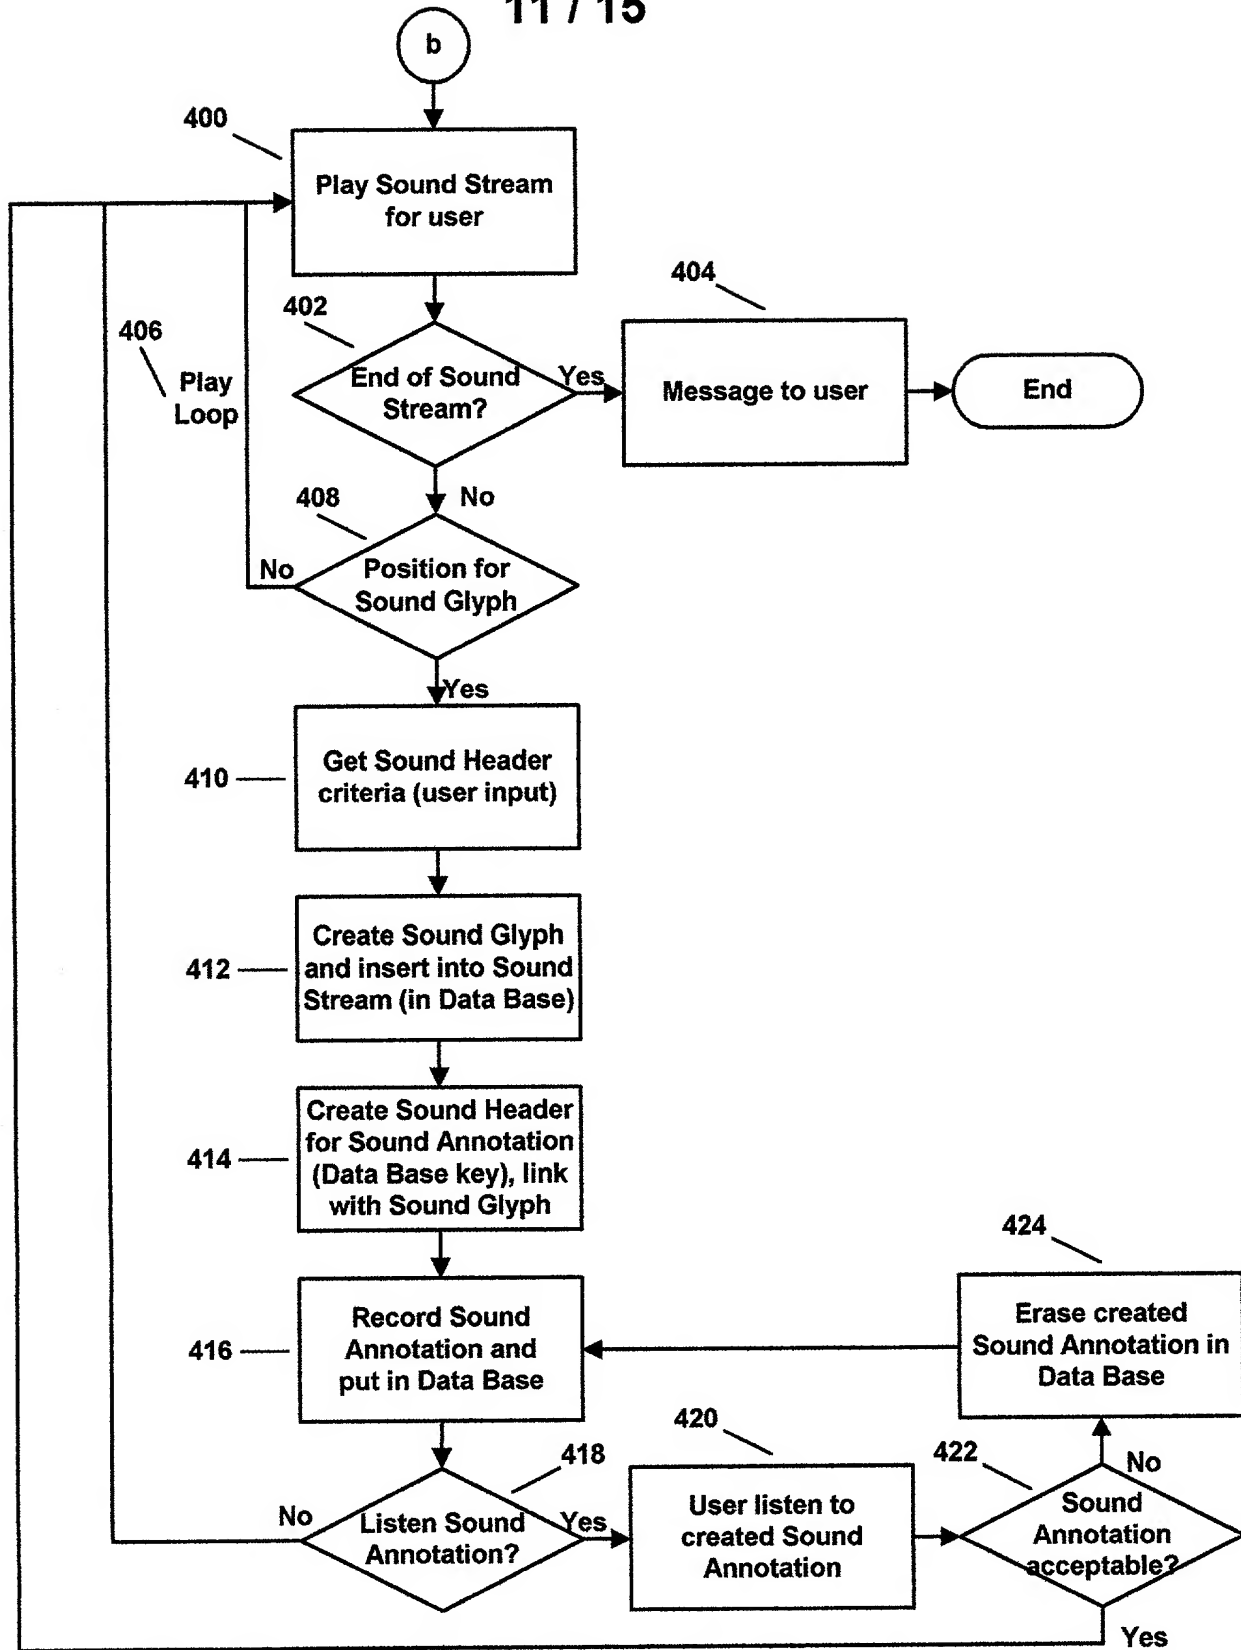 11 / 15
b
400
Play Sound Stream
for user
402
End of Sound
Stream?
Yes
404
Message to user
End
406
Play
Loop
No
408
Position for
Sound Glyph
No
Yes
410
Get Sound Header
criteria (user input)
412
Create Sound Glyph
and insert into Sound
Stream (in Data Base)
414
Create Sound Header
for Sound Annotation
(Data Base key), link
with Sound Glyph
416
Record Sound
Annotation and
put in Data Base
424
Erase created
Sound Annotation in
Data Base
418
No
Listen Sound
Annotation?
Yes
420
User listen to
created Sound
Annotation
422
No
Sound
Annotation
acceptable?
Yes